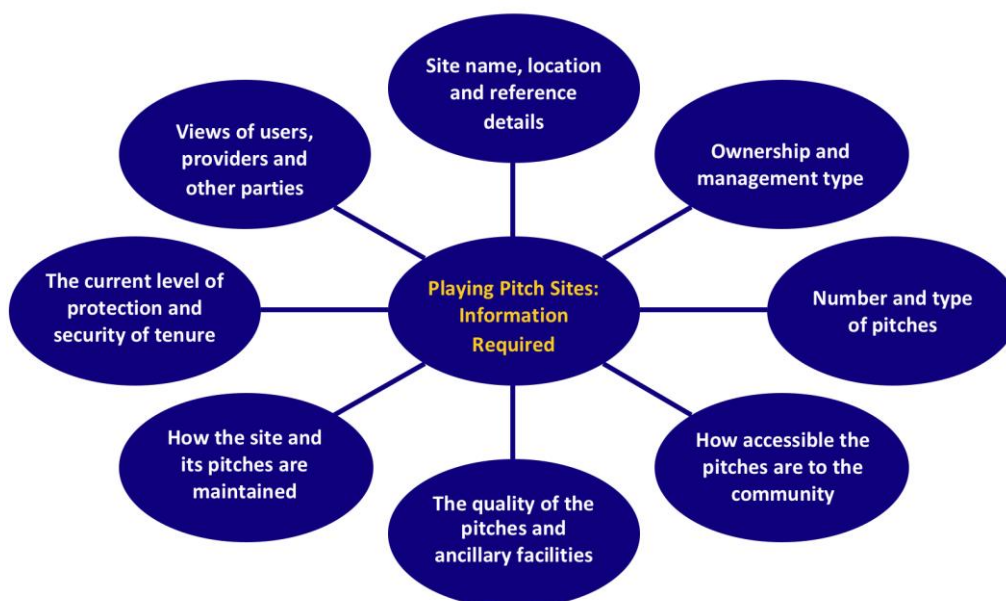 Site name, location
and reference
details
Ownership and
management type
Number and type
of pitches
How accessible the
pitches are to the
community
The quality of the
pitches and
ancillary facilities
How the site and
its pitches are
maintained
The current level of
protection and
security of tenure
Views of users,
providers and
other parties
Playing Pitch Sites:
Information
Required